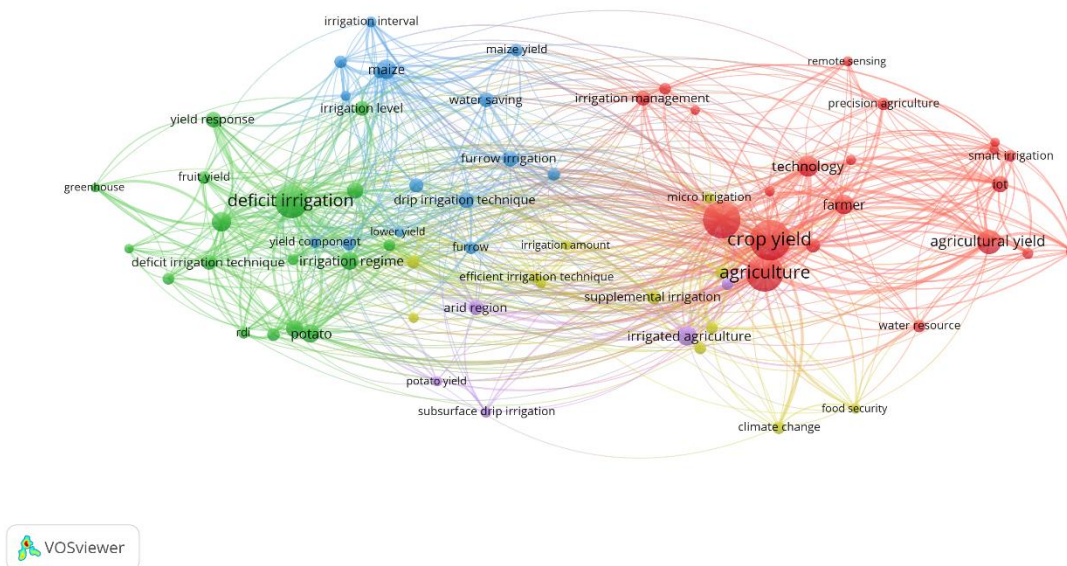 irrigation interval
maize yield
remote sensing
maize
water saving
irrigation management
precision agriculture
irrigation level
yield response
furrow irrigation
smart irrigation
technology
fruit yield
greenhouse
iot
deficit irrigation
drip irrigation technique
micro irrigation
farmer
lower yield
crop yield
yield component
furrow
irrigation amount
agricultural yield
deficit irrigation technique
irrigation regime
efficient irrigation technique
agriculture
supplemental irrigation
arid region
rdi
potato
irrigated agriculture
water resource
potato yield
subsurface drip irrigation
food security
climate change
VOSviewer